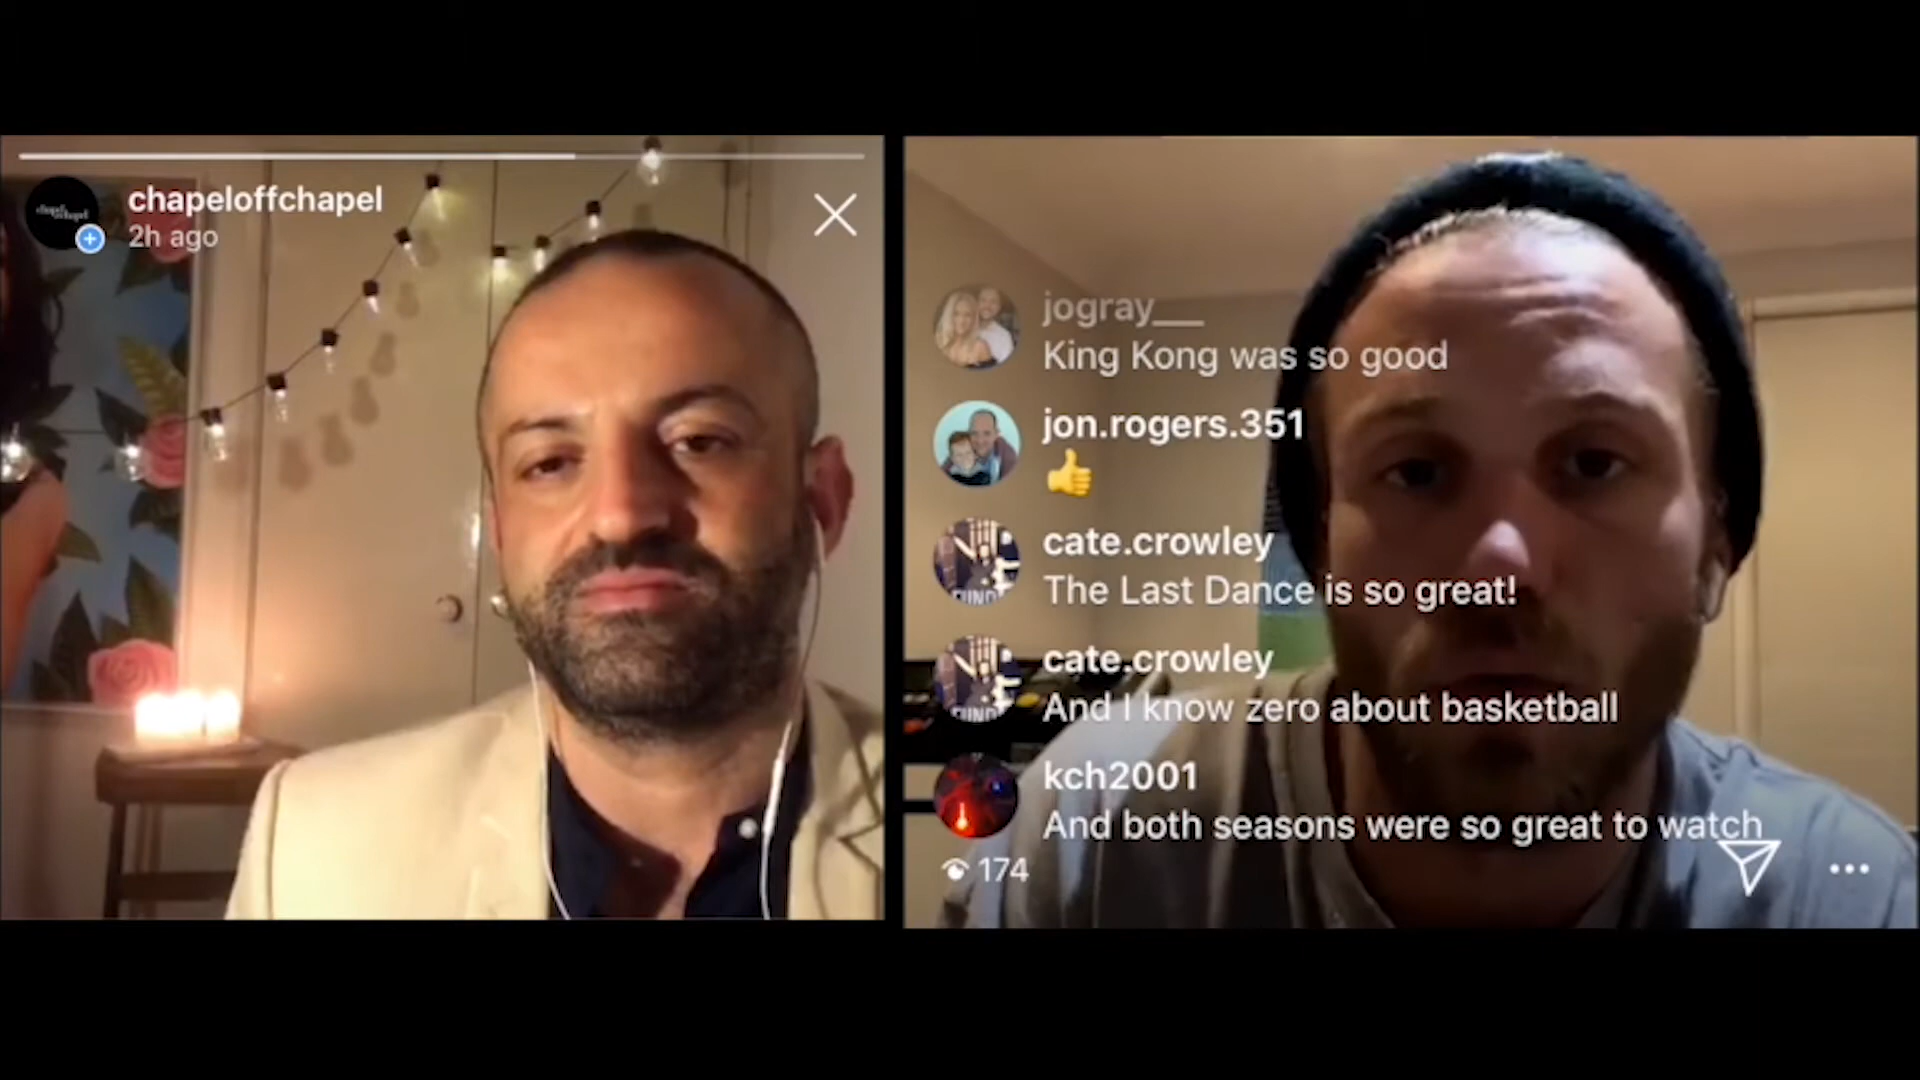 chapeloffchapel
2h ago
jogray__
King Kong was so good
jon.rogers.351
cate.crowley
The Last Dance is so great!
cate.crowley
And I know zero about basketball
kch2001
And both seasons were so great to watch
174